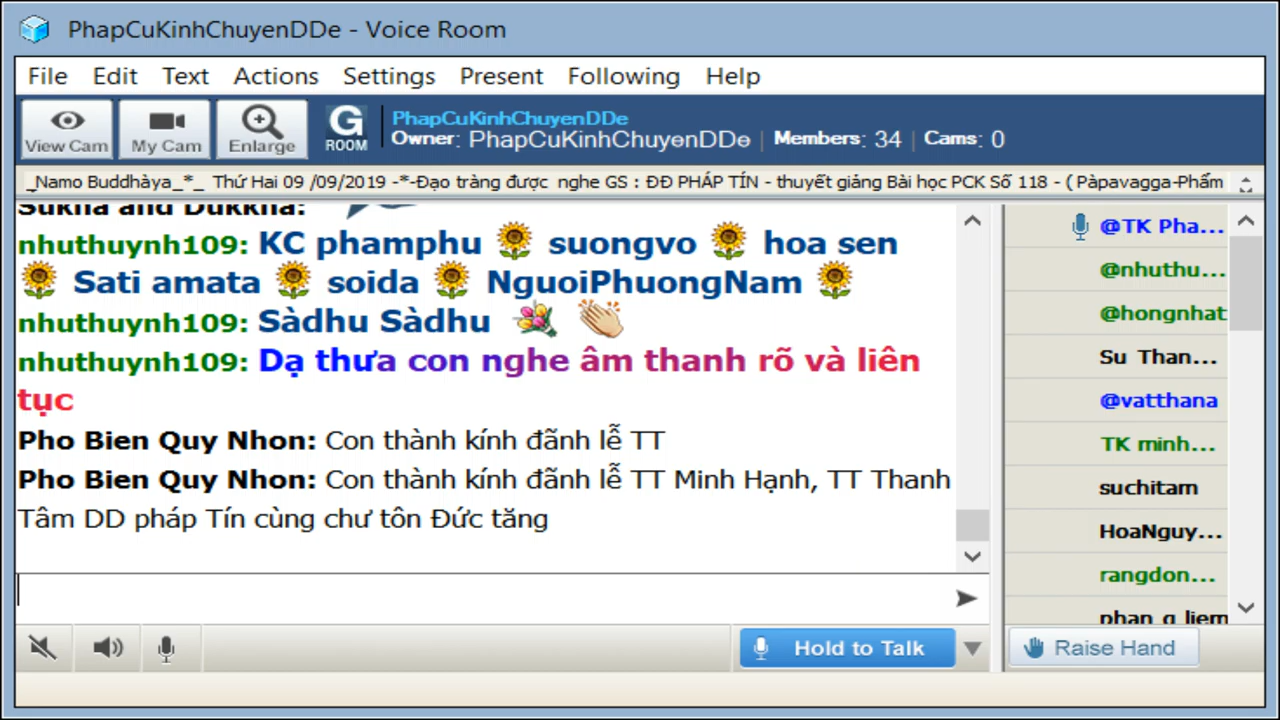 PhapCuKinhChuyenDDe - Voice Room
File Edit Text Actions Settings Present Following Help
View Cam My Cam Enlarge G ROOM
PhapCuKinhChuyenDDe
Owner: PhapCuKinhChuyenDDe | Members: 34 | Cams: 0
_Namo Buddhàya_*_ Thứ Hai 09 /09/2019 -*-Đạo tràng được nghe GS : ĐĐ PHÁP TÍN - thuyết giảng Bài học PCK Số 118 - ( Pàpavagga-Phẩm
Sukha and Dukkha:
nhuthuynh109: KC phamphu suongvo hoa sen
Sati amata soida NguoiPhuongNam
nhuthuynh109: Sàdhu Sàdhu
nhuthuynh109: Dạ thưa con nghe âm thanh rõ và liên
tục
Pho Bien Quy Nhon: Con thành kính đãnh lễ TT
Pho Bien Quy Nhon: Con thành kính đãnh lễ TT Minh Hạnh, TT Thanh
Tâm DD pháp Tín cùng chư tôn Đức tăng
@TK Pha...
@nhuthu...
@hongnhat
Su Than...
@vatthana
TK minh...
suchitam
HoaNguy...
rangdon...
phan q liem
Hold to Talk
Raise Hand